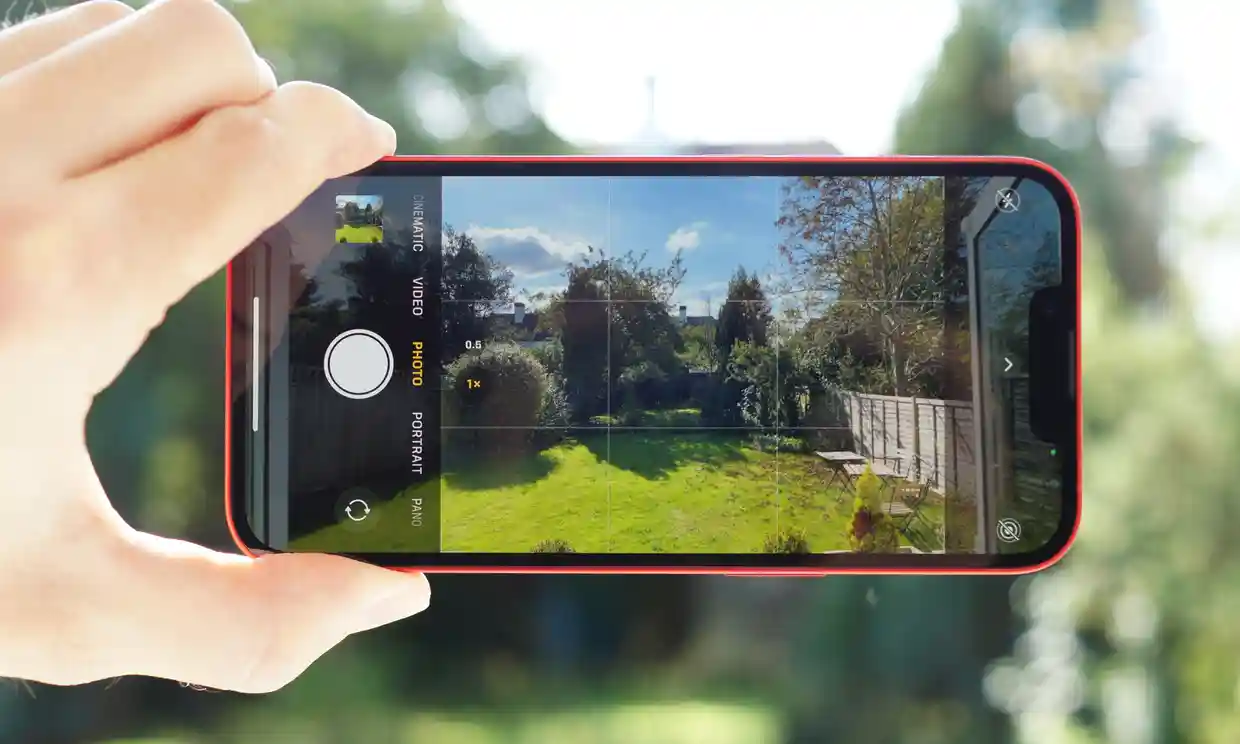 CINEMATIC
VIDEO
PHOTO
PORTRAIT
PANO
0.5
1×